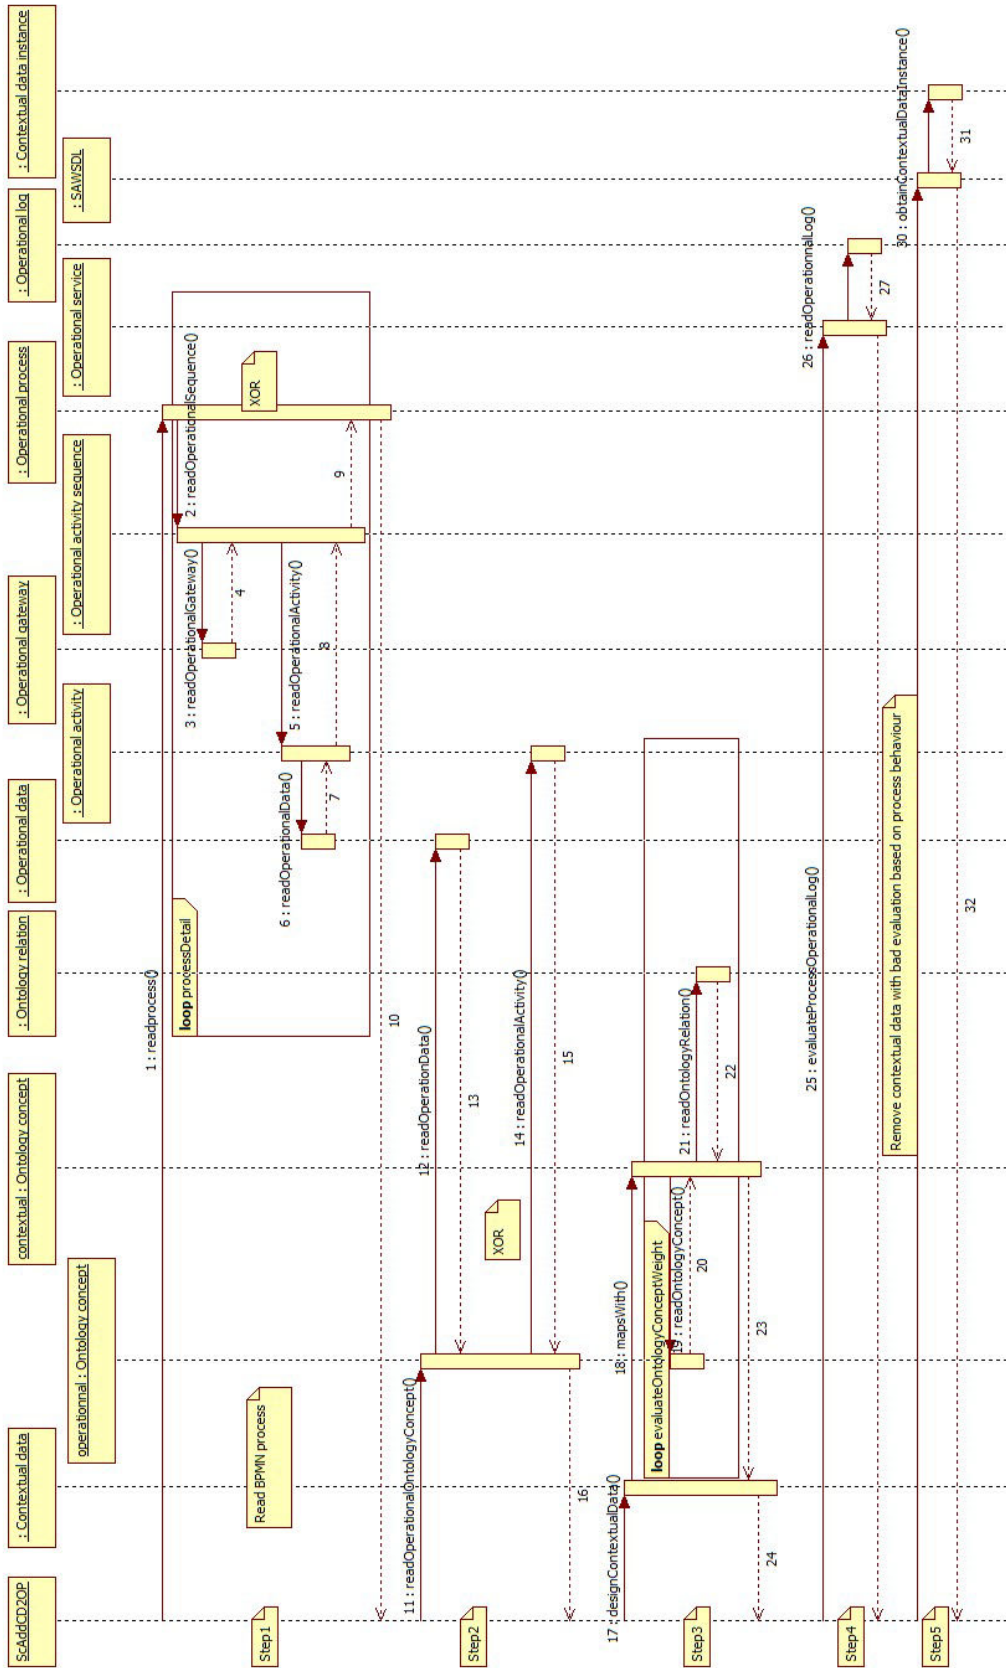 ScAddCD2OP
: Contextual data
operationnal : Ontology concept
contextual : Ontology concept
: Ontology relation
: Operational data
: Operational activity
: Operational gateway
: Operational activity sequence
: Operational process
: Operational service
: Operational log
: SAWSDL
: Contextual data instance
Step1
Read BPMN process
1 : readprocess()
loop processDetail
2 : readOperationalSequence()
XOR
3 : readOperationalGateway()
4
5 : readOperationalActivity()
6 : readOperationalData()
7
8
9
10
Step2
11 : readOperationalOntologyConcept()
12 : readOperationData()
13
XOR
14 : readOperationalActivity()
15
16
Step3
17 : designContextualData()
18 : mapsWith()
loop evaluateOntologyConceptWeight
19 : readOntologyConcept()
20
21 : readOntologyRelation()
22
23
24
Step4
25 : evaluateProcessOperationalLog()
26 : readOperationnalLog()
27
Step5
Remove contextual data with bad evaluation based on process behaviour
30 : obtainContextualDataInstance()
31
32